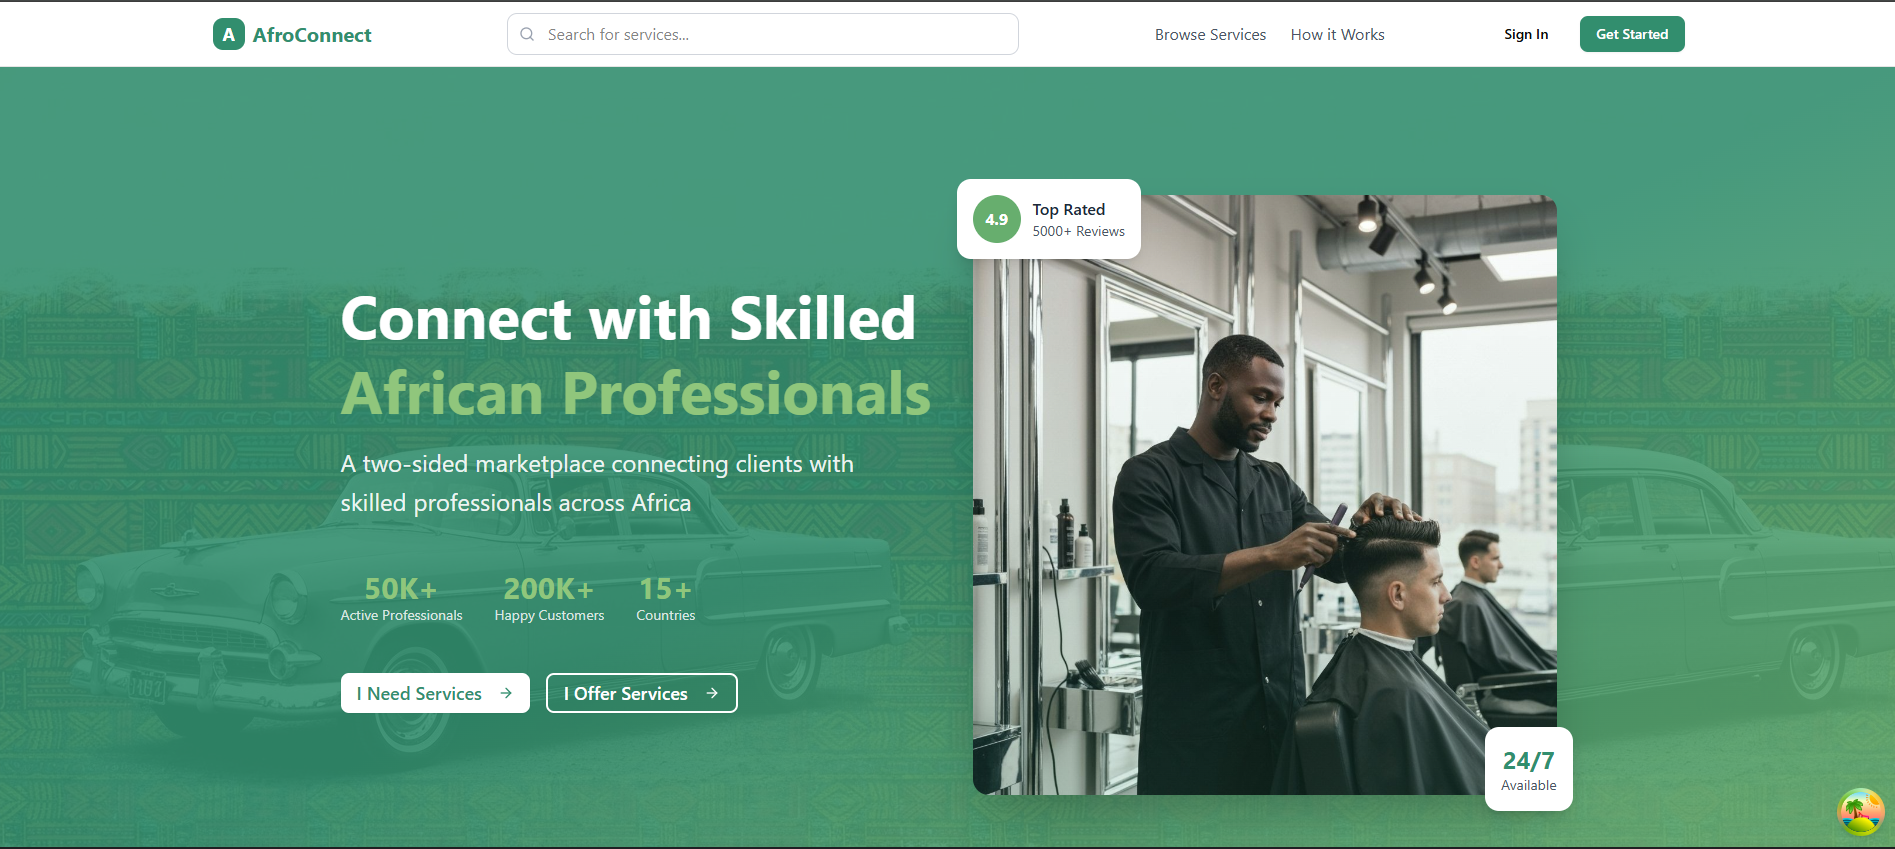 A AfroConnect
Search for services...
Browse Services
How it Works
Sign In
Get Started
Connect with Skilled
African Professionals
A two-sided marketplace connecting clients with
skilled professionals across Africa
50K+
Active Professionals
200K+
Happy Customers
15+
Countries
I Need Services →
I Offer Services →
4.9
Top Rated
5000+ Reviews
24/7
Available